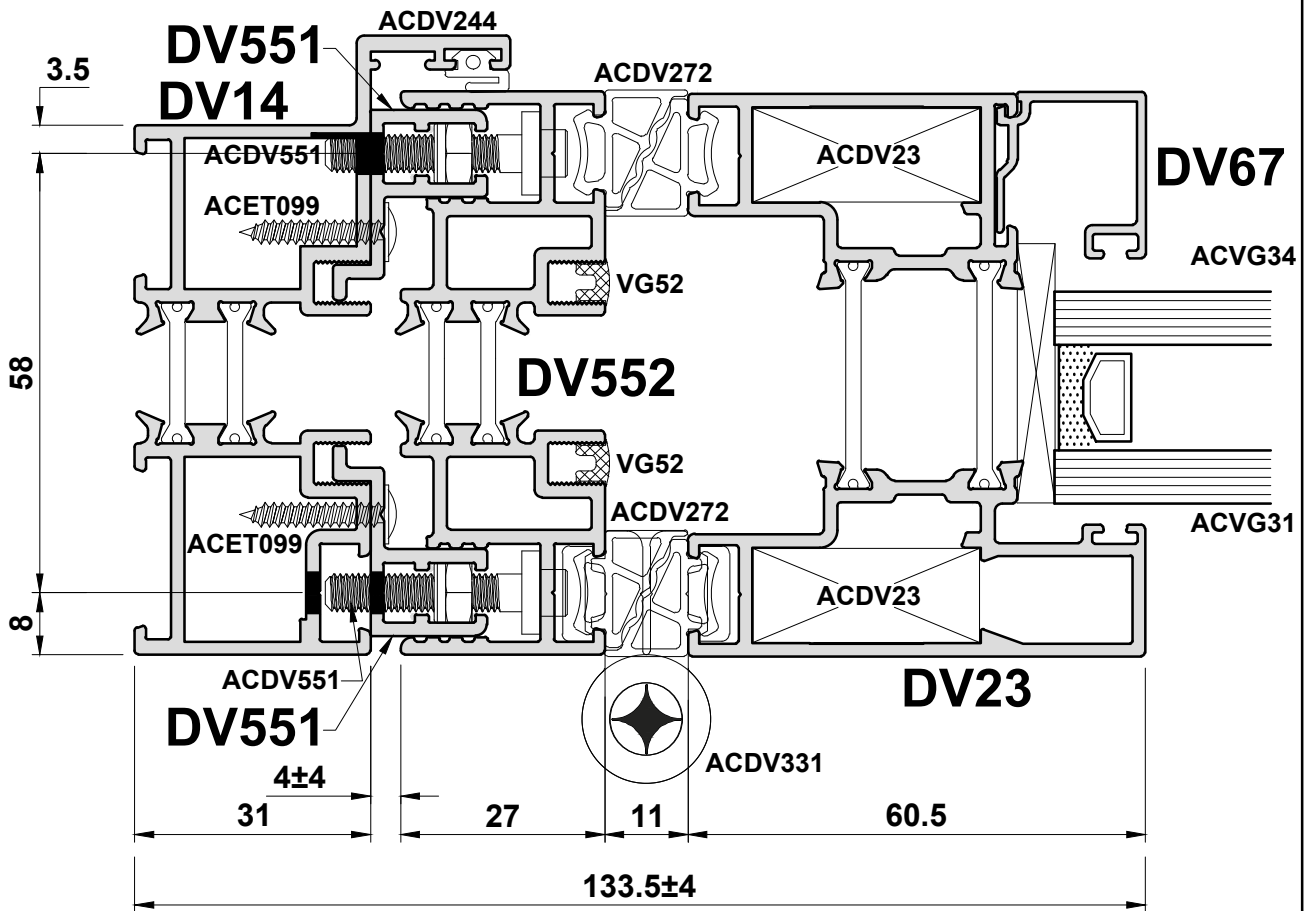 ACDV244
DV551
3.5
DV14
ACDV272
ACDV551
ACDV23
DV67
ACET099
ACVG34
VG52
58
DV552
VG52
ACDV272
ACVG31
ACET099
ACDV23
8
ACDV551
DV23
DV551
ACDV331
4±4
31
27
11
60.5
133.5±4